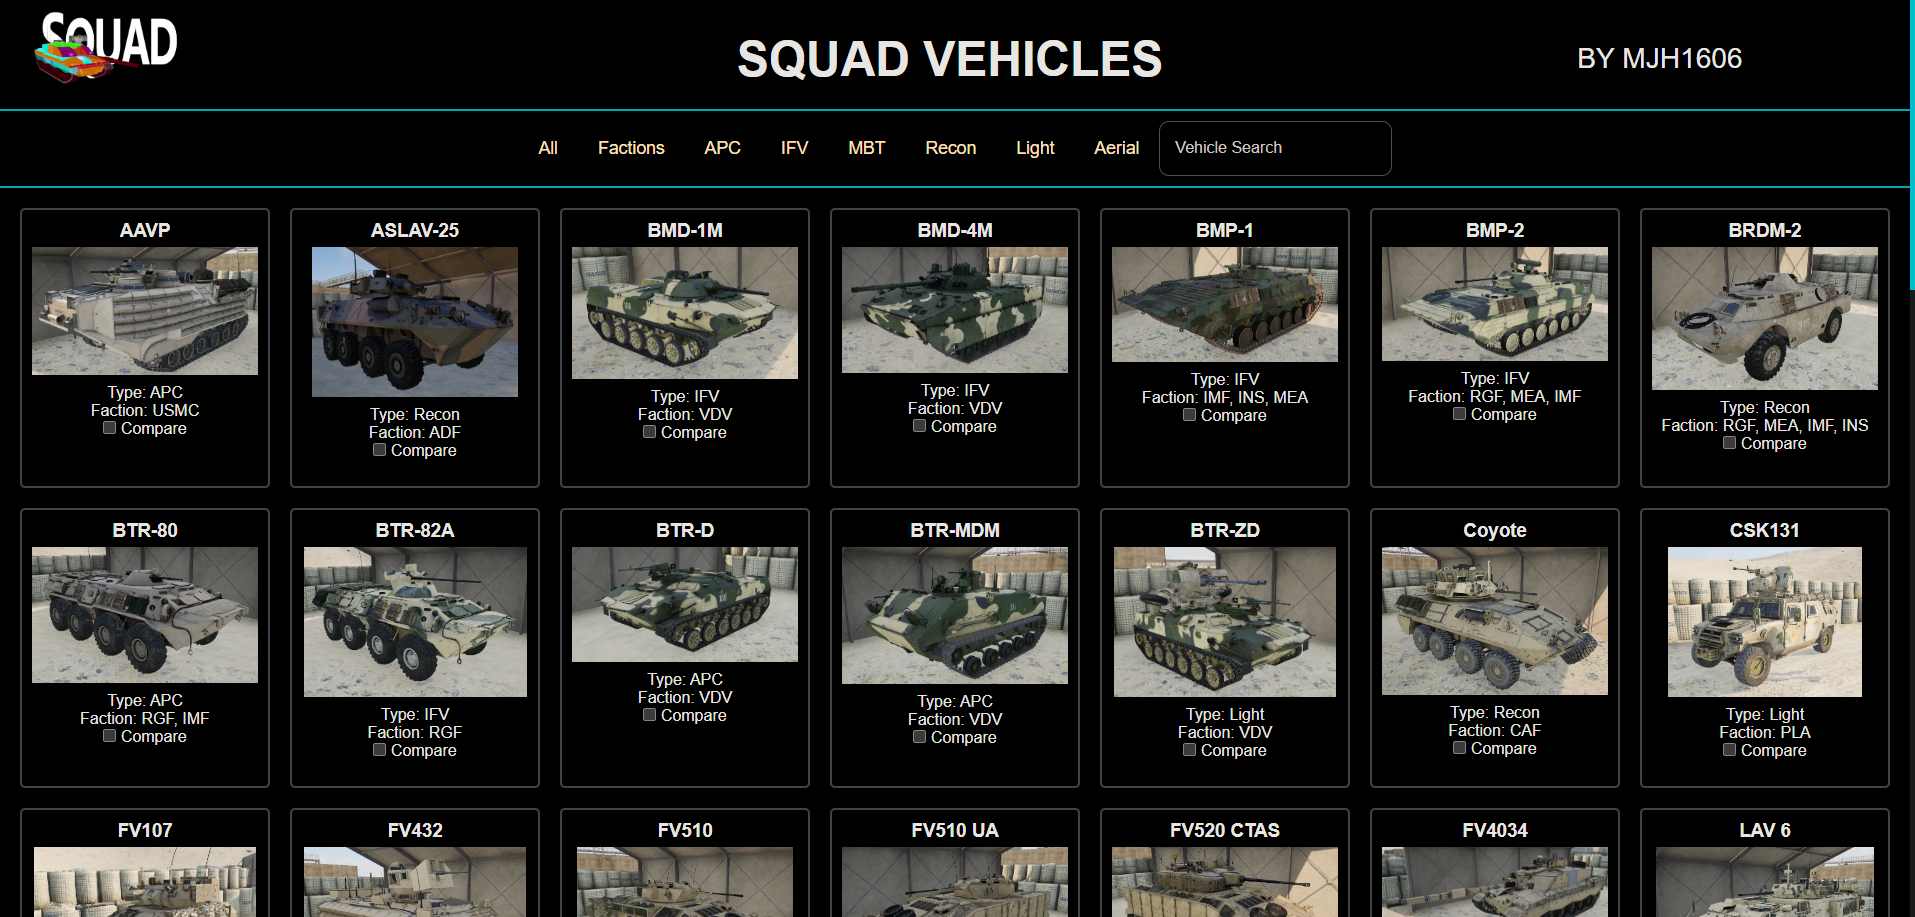 SQUAD
SQUAD VEHICLES
BY MJH1606
All
Factions
APC
IFV
MBT
Recon
Light
Aerial
Vehicle Search
AAVP
Type: APC
Faction: USMC
Compare
ASLAV-25
Type: Recon
Faction: ADF
Compare
BMD-1M
Type: IFV
Faction: VDV
Compare
BMD-4M
Type: IFV
Faction: VDV
Compare
BMP-1
Type: IFV
Faction: IMF, INS, MEA
Compare
BMP-2
Type: IFV
Faction: RGF, MEA, IMF
Compare
BRDM-2
Type: Recon
Faction: RGF, MEA, IMF, INS
Compare
BTR-80
Type: APC
Faction: RGF, IMF
Compare
BTR-82A
Type: IFV
Faction: RGF
Compare
BTR-D
Type: APC
Faction: VDV
Compare
BTR-MDM
Type: APC
Faction: VDV
Compare
BTR-ZD
Type: Light
Faction: VDV
Compare
Coyote
Type: Recon
Faction: CAF
Compare
CSK131
Type: Light
Faction: PLA
Compare
FV107
FV432
FV510
FV510 UA
FV520 CTAS
FV4034
LAV 6